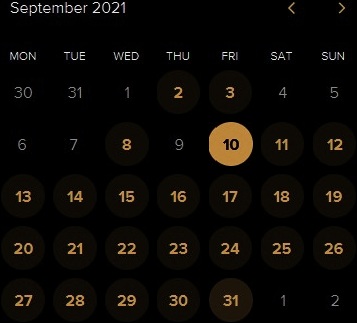 September 2021
MON TUE WED THU FRI SAT SUN
30 31 1 2 3 4 5
6 7 8 9 10 11 12
13 14 15 16 17 18 19
20 21 22 23 24 25 26
27 28 29 30 31 1 2